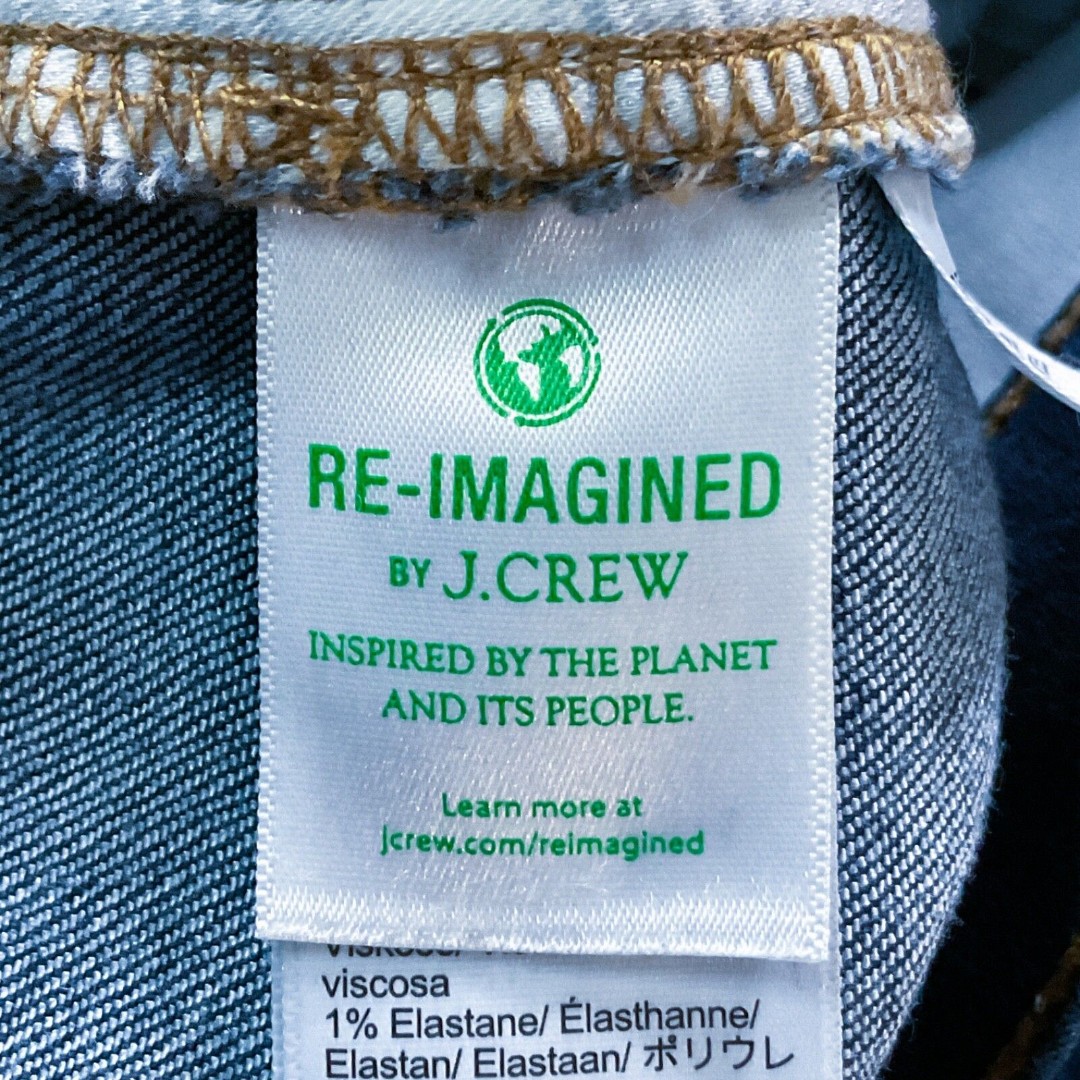 RE-IMAGINED
BY J.CREW
INSPIRED BY THE PLANET
AND ITS PEOPLE.
Learn more at
jcrew.com/reimagined
viscosa
1% Elastane/ Élasthanne/
Elastan/ Elastaan/ ポリウレ